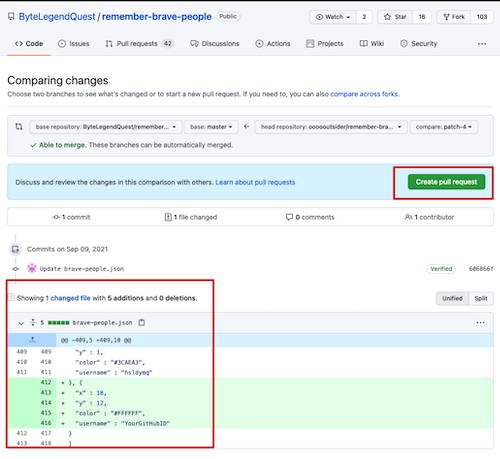 ByteLegendQuest/remember-brave-people Public
Watch 2 Star 16 Fork 103
Code Issues Pull requests 42 Discussions Actions Projects Wiki Security ...
Comparing changes
Choose two branches to see what's changed or to start a new pull request. If you need to, you can also compare across forks.
base repository: ByteLegendQuest/remember... base: master head repository: oooooutsider/remember-bra... compare: patch-4
Able to merge. These branches can be automatically merged.
Discuss and review the changes in this comparison with others. Learn about pull requests
Create pull request
1 commit 1 file changed 0 comments 1 contributor
Commits on Sep 09, 2021
Update brave-people.json Verified 606866f
Showing 1 changed file with 5 additions and 0 deletions. Unified Split
5 brave-people.json ...
@@ -409,5 +409,10 @@
409 409 "y" : 1,
410 410 "color" : "#3CAEA3",
411 411 "username" : "hsldymq"
412 + }, {
413 + "x" : 18,
414 + "y" : 12,
415 + "color" : "#FFFFFF",
416 + "username" : "YourGitHubID"
412 417 }
413 418 ]